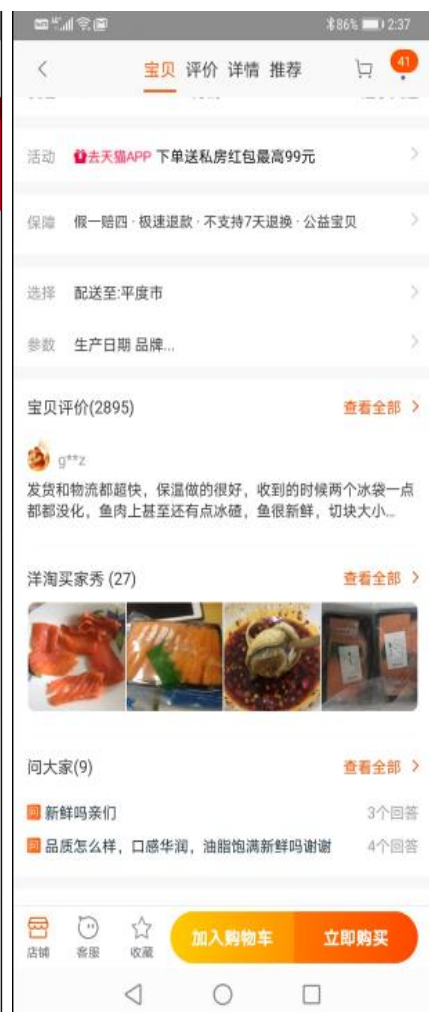 86% 2:37
宝贝 评价 详情 推荐
41
活动 去天猫APP 下单送私房红包最高99元
保障 假一赔四 · 极速退款 · 不支持7天退换 · 公益宝贝
选择 配送至:平度市
参数 生产日期 品牌...
宝贝评价(2895) 查看全部
g**z
发货和物流都超快，保温做的很好，收到的时候两个冰袋一点
都都没化，鱼肉上甚至还有点冰碴，鱼很新鲜，切块大小...
洋淘买家秀 (27) 查看全部
问大家(9) 查看全部
问 新鲜吗亲们 3个回答
问 品质怎么样，口感华润，油脂饱满新鲜吗谢谢 4个回答
店铺 客服 收藏 加入购物车 立即购买